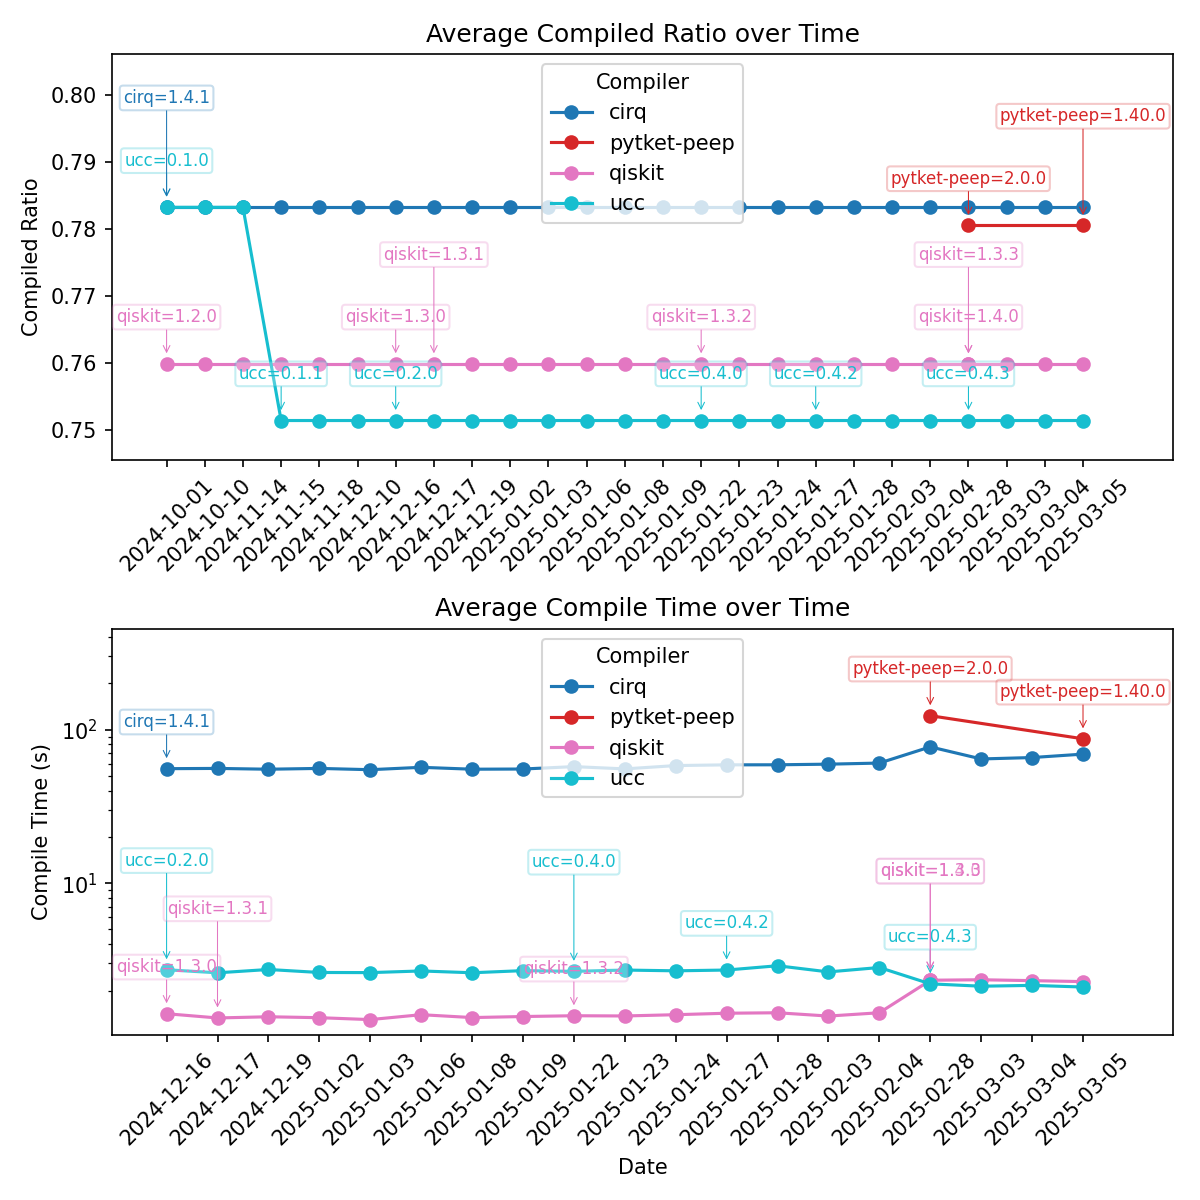 Average Compiled Ratio over Time
Compiled Ratio
0.80
0.79
0.78
0.77
0.76
0.75
Compiler
cirq
pytket-peep
qiskit
ucc
cirq=1.4.1
ucc=0.1.0
pytket-peep=1.40.0
pytket-peep=2.0.0
qiskit=1.3.1
qiskit=1.3.3
qiskit=1.2.0
qiskit=1.3.0
qiskit=1.3.2
qiskit=1.4.0
ucc=0.1.1
ucc=0.2.0
ucc=0.4.0
ucc=0.4.2
ucc=0.4.3
2024-10-01
2024-10-10
2024-11-14
2024-11-15
2024-11-18
2024-12-10
2024-12-16
2024-12-17
2024-12-19
2025-01-02
2025-01-03
2025-01-06
2025-01-08
2025-01-09
2025-01-22
2025-01-23
2025-01-24
2025-01-27
2025-01-28
2025-02-03
2025-02-04
2025-02-28
2025-03-03
2025-03-04
2025-03-05
Average Compile Time over Time
Compile Time (s)
10²
10¹
Compiler
cirq
pytket-peep
qiskit
ucc
pytket-peep=2.0.0
pytket-peep=1.40.0
cirq=1.4.1
ucc=0.2.0
ucc=0.4.0
qiskit=1.3.1
ucc=0.4.2
ucc=0.4.3
qiskit=1.3.0
qiskit=1.3.2
2024-12-16
2024-12-17
2024-12-19
2025-01-02
2025-01-03
2025-01-06
2025-01-08
2025-01-09
2025-01-22
2025-01-23
2025-01-24
2025-01-27
2025-01-28
2025-02-03
2025-02-04
2025-02-28
2025-03-03
2025-03-04
2025-03-05
Date